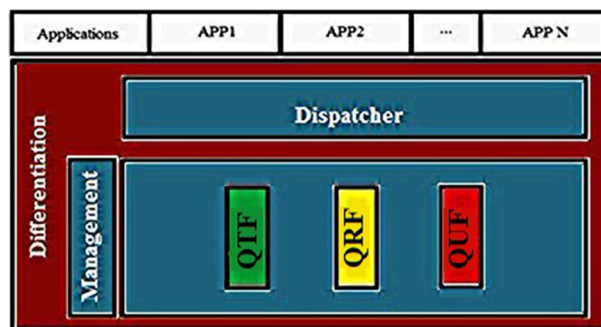 Applications APP1 APP2 ... APP N
Dispatcher
Differentiation
Management
QTF QRF QUF